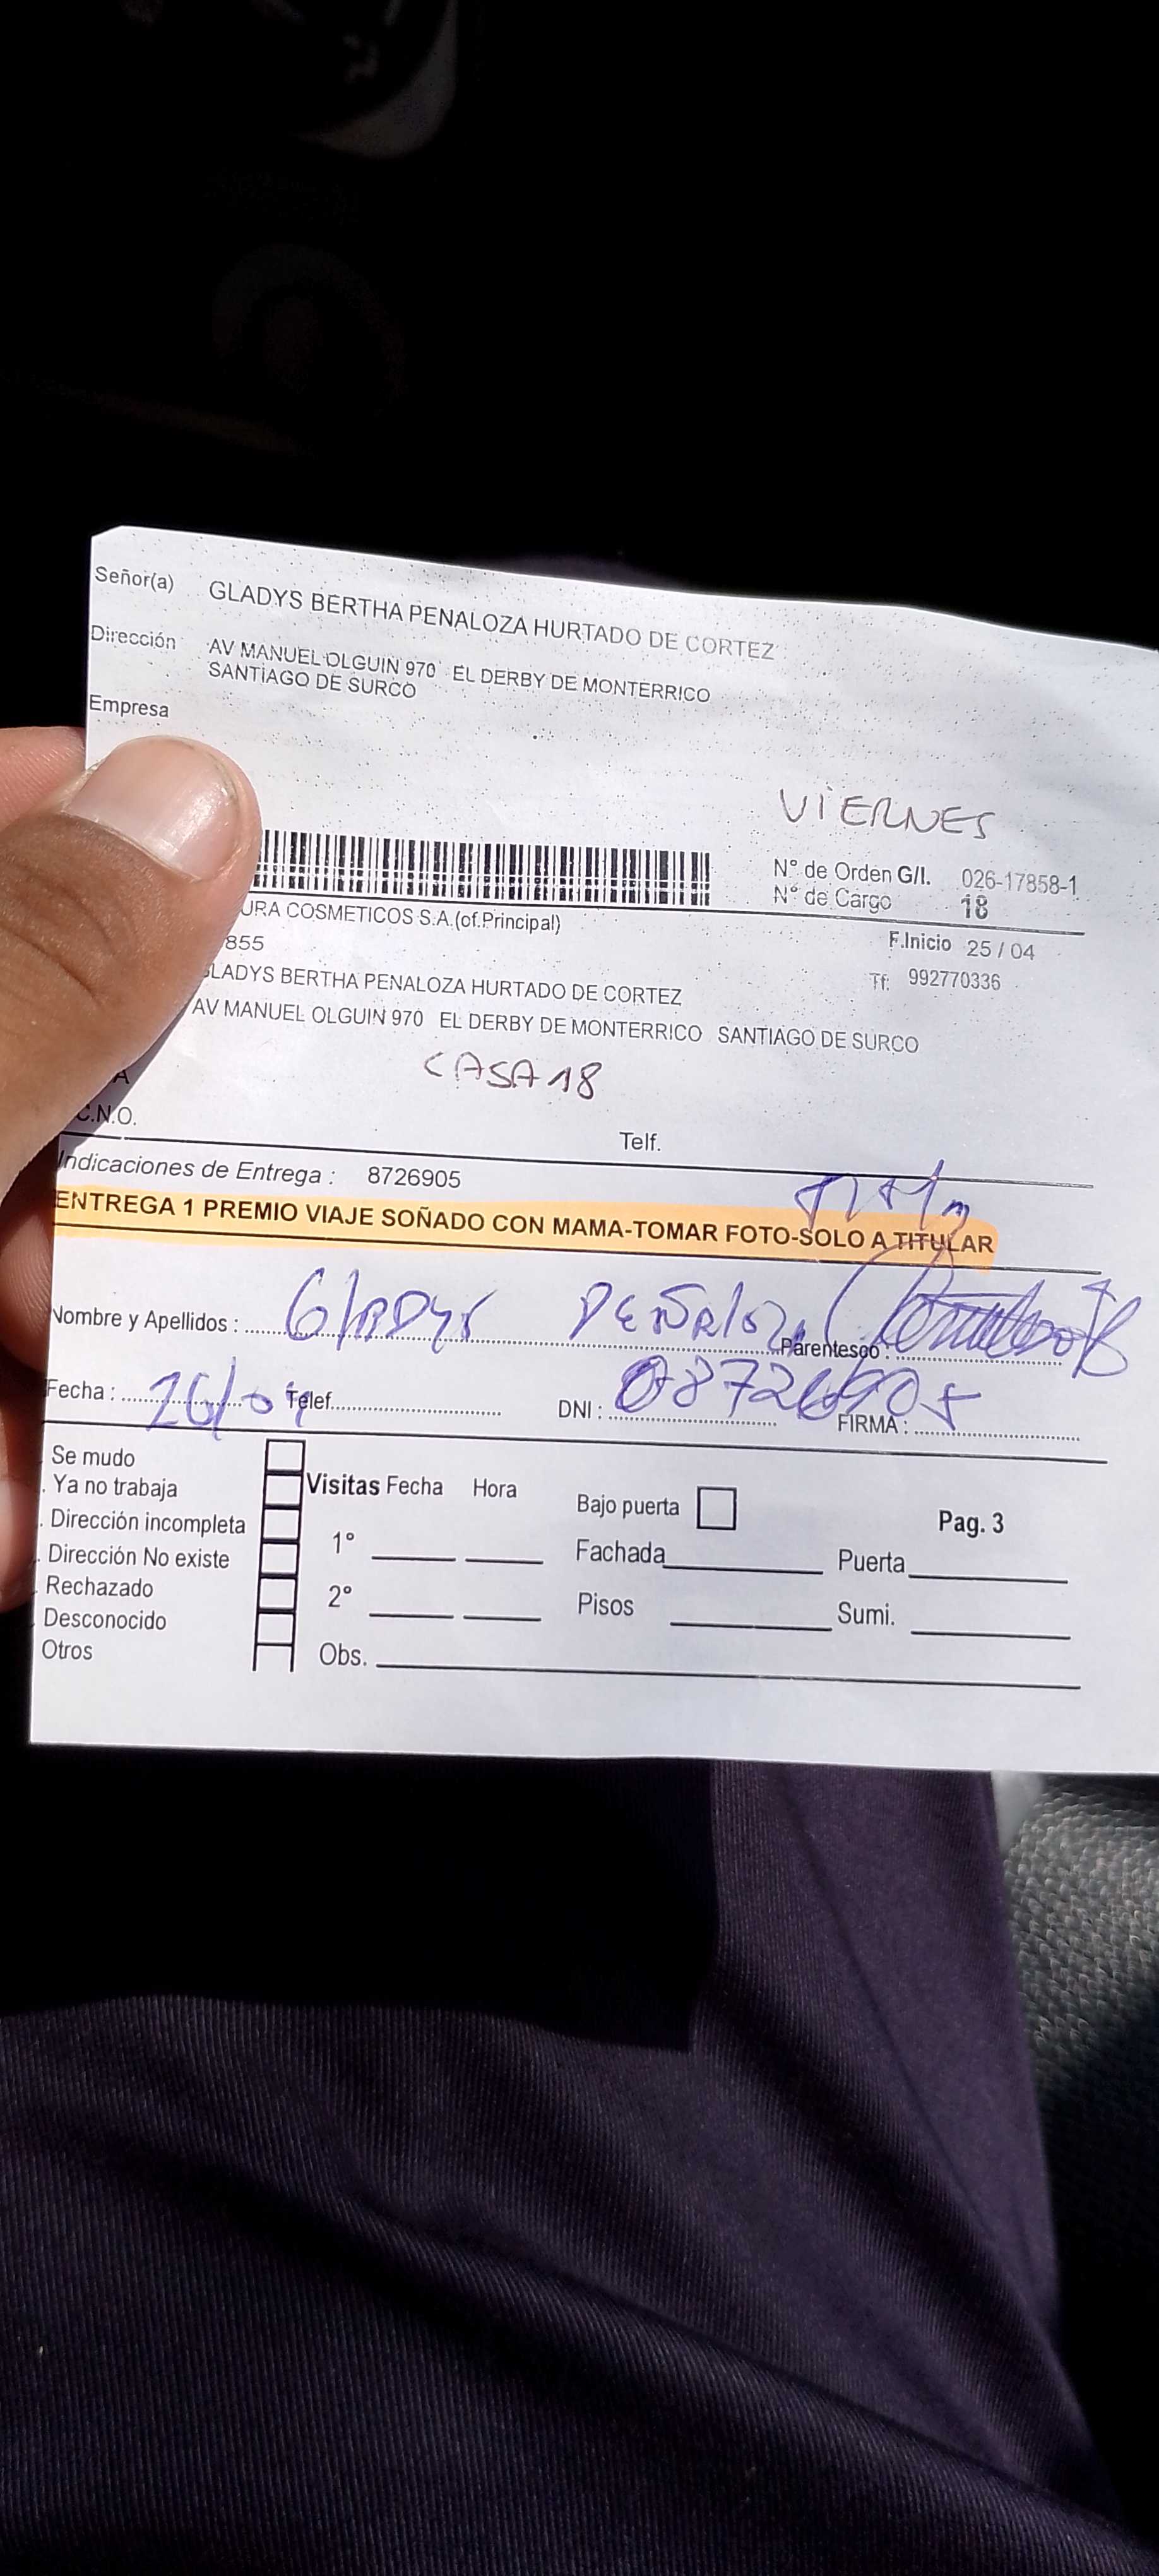 Señor(a) GLADYS BERTHA PENALOZA HURTADO DE CORTEZ
Dirección AV MANUEL OLGUIN 970 EL DERBY DE MONTERRICO
SANTIAGO DE SURCO
Empresa
VIERNES
N° de Orden G/I. 026-17858-1
N° de Cargo 18
URA COSMETICOS S.A.(of.Principal)
F.Inicio 25 / 04
855
Tf: 992770336
GLADYS BERTHA PENALOZA HURTADO DE CORTEZ
AV MANUEL OLGUIN 970 EL DERBY DE MONTERRICO SANTIAGO DE SURCO
CASA 18
A
C.N.O.
Telf.
Indicaciones de Entrega : 8726905
ENTREGA 1 PREMIO VIAJE SOÑADO CON MAMA-TOMAR FOTO-SOLO A TITULAR
Nombre y Apellidos : GlADYs PEÑAlOZA Parentesco :
Fecha : 26/04 Telef. DNI : 08726905 FIRMA :
Se mudo
Ya no trabaja
Dirección incompleta
Dirección No existe
Rechazado
Desconocido
Otros
Visitas Fecha Hora
1°
2°
Obs.
Bajo puerta
Fachada Puerta
Pisos Sumi.
Pag. 3